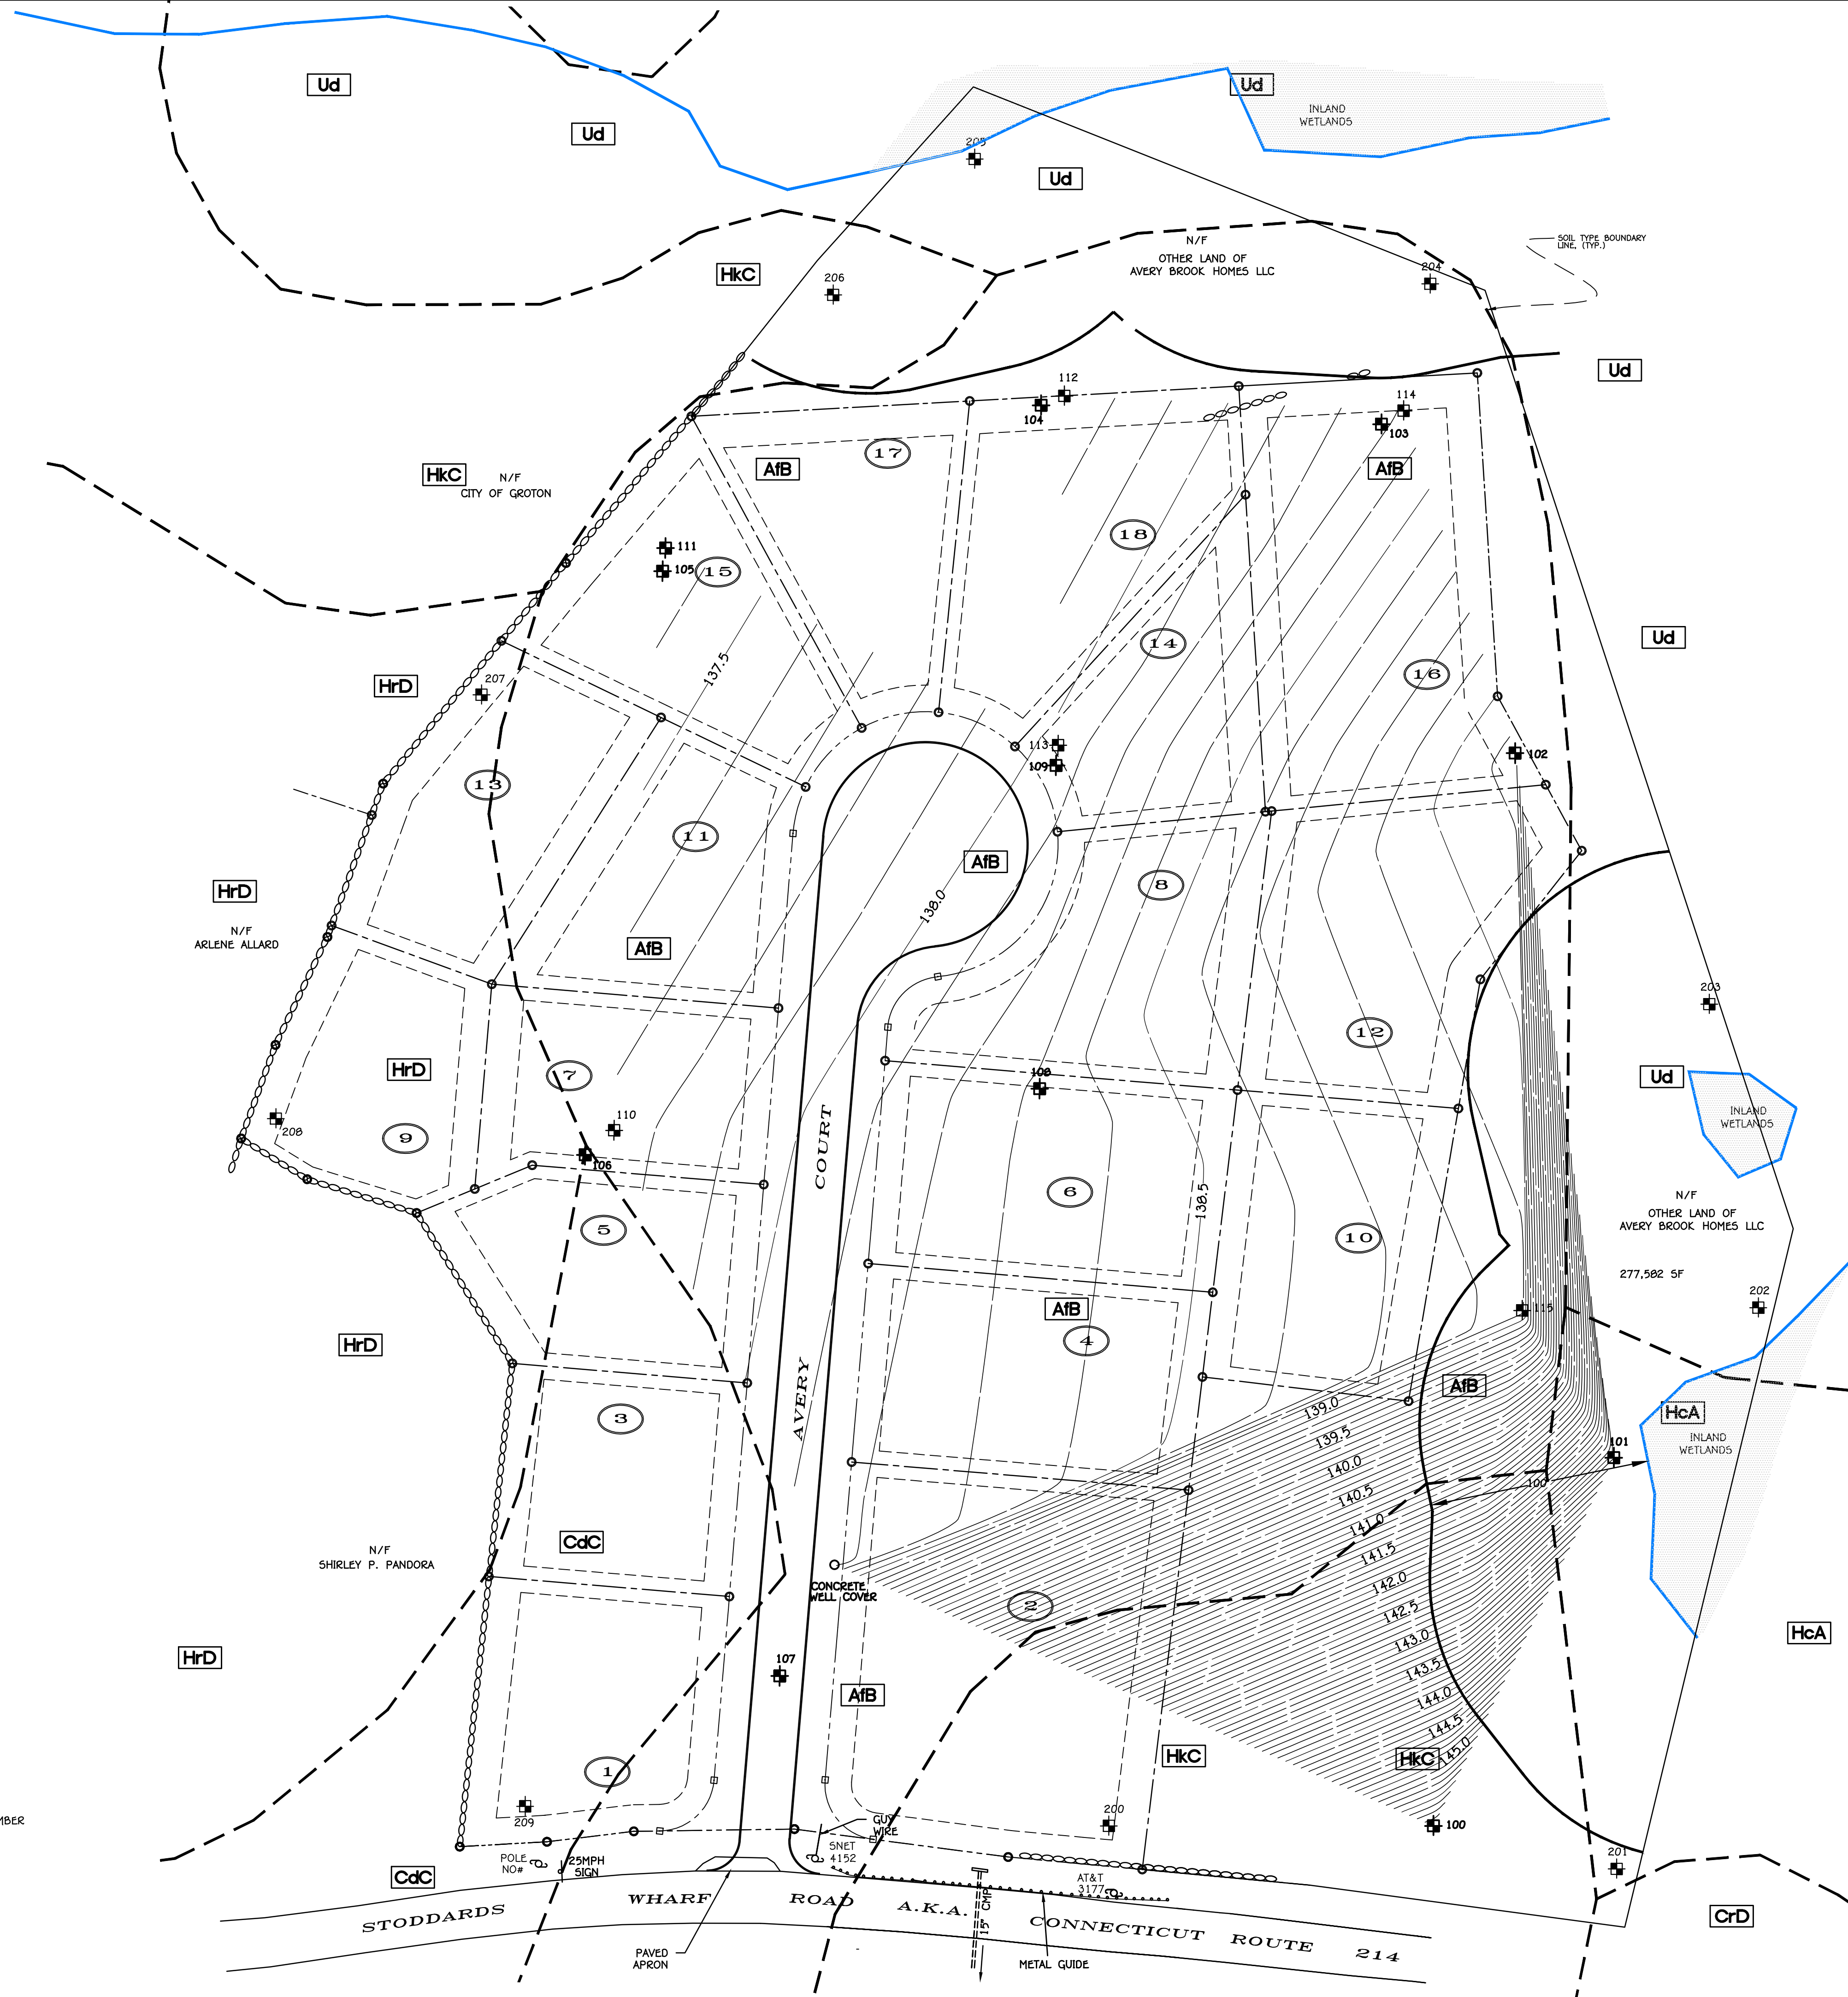 Ud
Ud
INLAND
WETLANDS
Ud
205
Ud
N/F
OTHER LAND OF
AVERY BROOK HOMES LLC
SOIL TYPE BOUNDARY
LINE, (TYP.)
HkC
206
204
Ud
112
104
114
103
17
AfB
AfB
HkC
N/F
CITY OF GROTON
18
111
105
15
14
Ud
137.5
16
HrD
207
113
109
102
13
11
AfB
8
HrD
138.0
N/F
ARLENE ALLARD
AfB
203
12
HrD
7
108
Ud
208
110
INLAND
WETLANDS
9
106
COURT
6
138.5
N/F
OTHER LAND OF
AVERY BROOK HOMES LLC
5
10
277,582 SF
202
AfB
115
HrD
4
AVERY
AfB
139.0
HcA
3
139.5
INLAND
WETLANDS
101
140.0
100'
140.5
141.0
CdC
141.5
N/F
SHIRLEY P. PANDORA
142.0
CONCRETE
WELL COVER
2
142.5
143.0
HcA
HrD
107
143.5
AfB
144.0
144.5
145.0
HkC
HkC
1
209
GUY
WIRE
200
100
MBER
SNET
4152
POLE
NO#
25MPH
SIGN
201
CdC
AT&T
3177
15" CMP
STODDARDS WHARF ROAD A.K.A. CONNECTICUT ROUTE 214
CrD
PAVED
APRON
METAL GUIDE